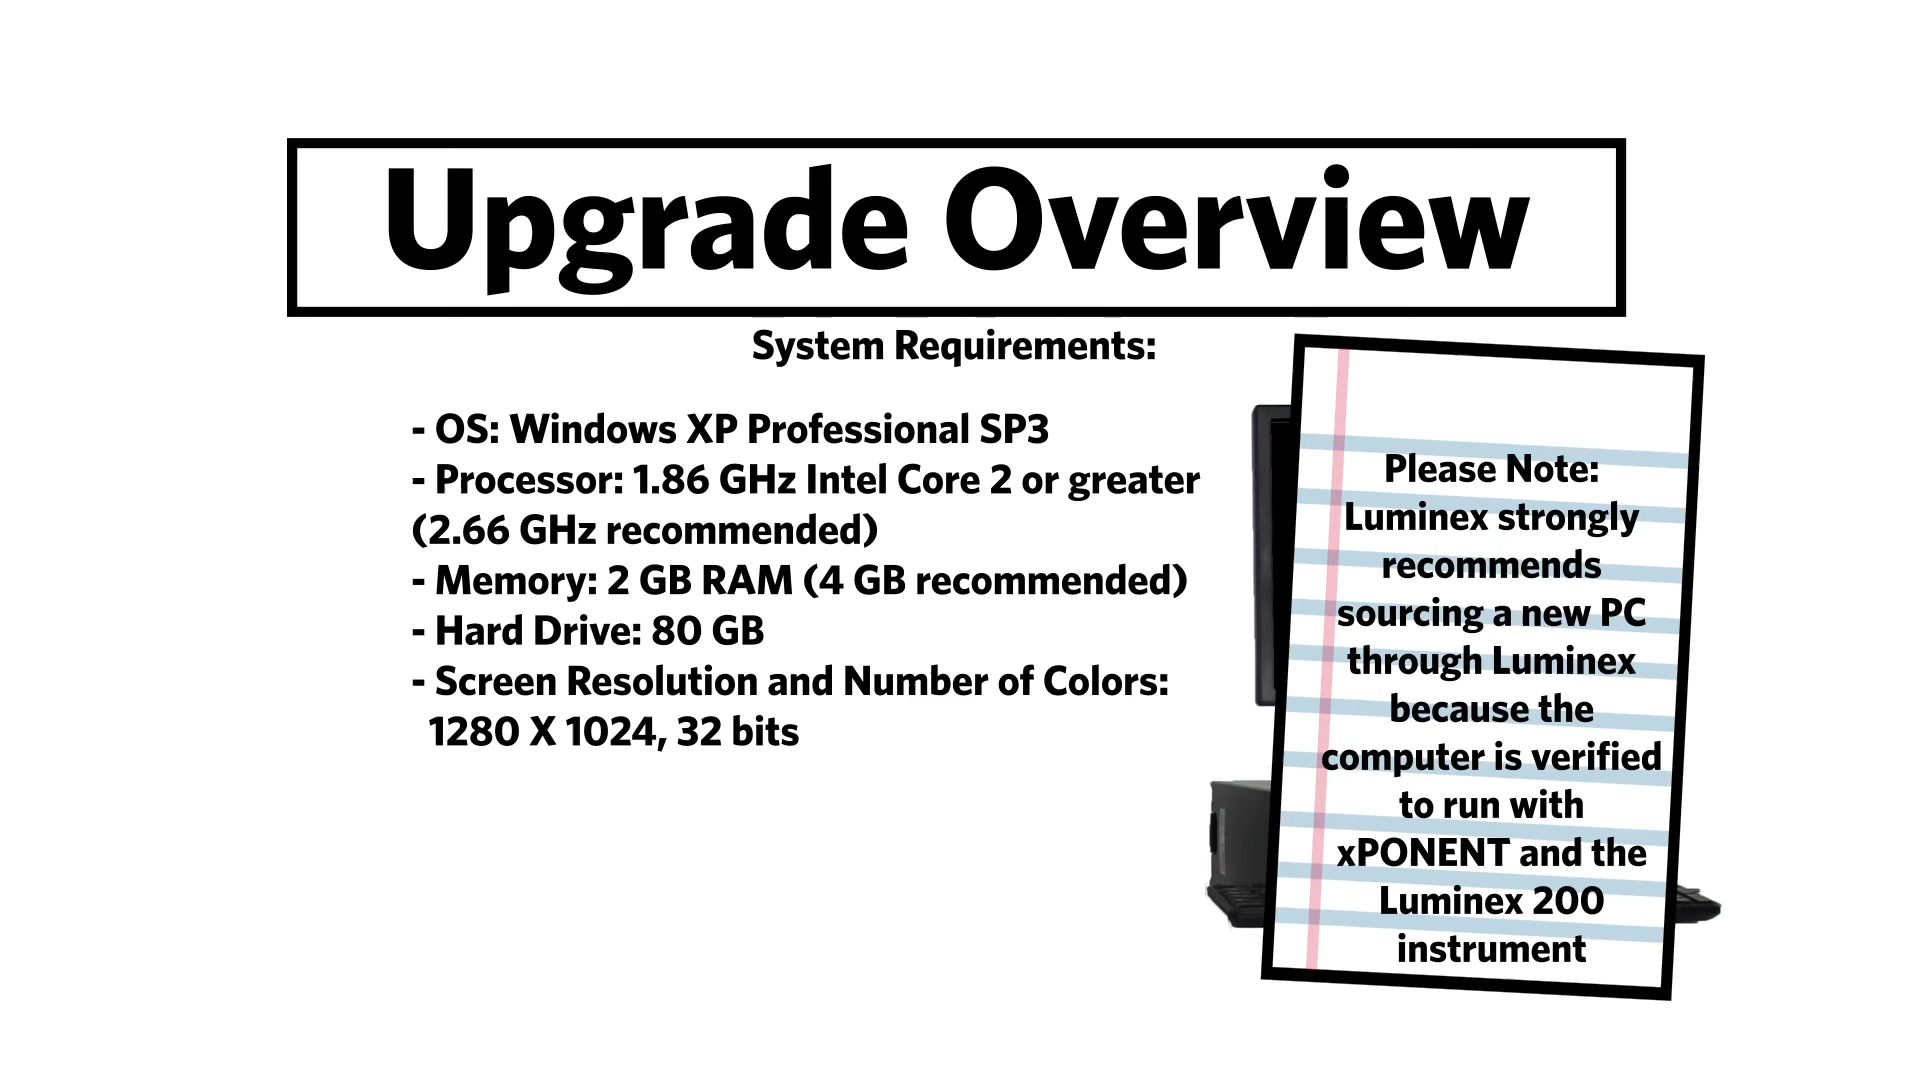 Upgrade Overview
System Requirements:
- OS: Windows XP Professional SP3
- Processor: 1.86 GHz Intel Core 2 or greater
(2.66 GHz recommended)
- Memory: 2 GB RAM (4 GB recommended)
- Hard Drive: 80 GB
- Screen Resolution and Number of Colors:
1280 X 1024, 32 bits
Please Note:
Luminex strongly
recommends
sourcing a new PC
through Luminex
because the
computer is verified
to run with
xPONENT and the
Luminex 200
instrument